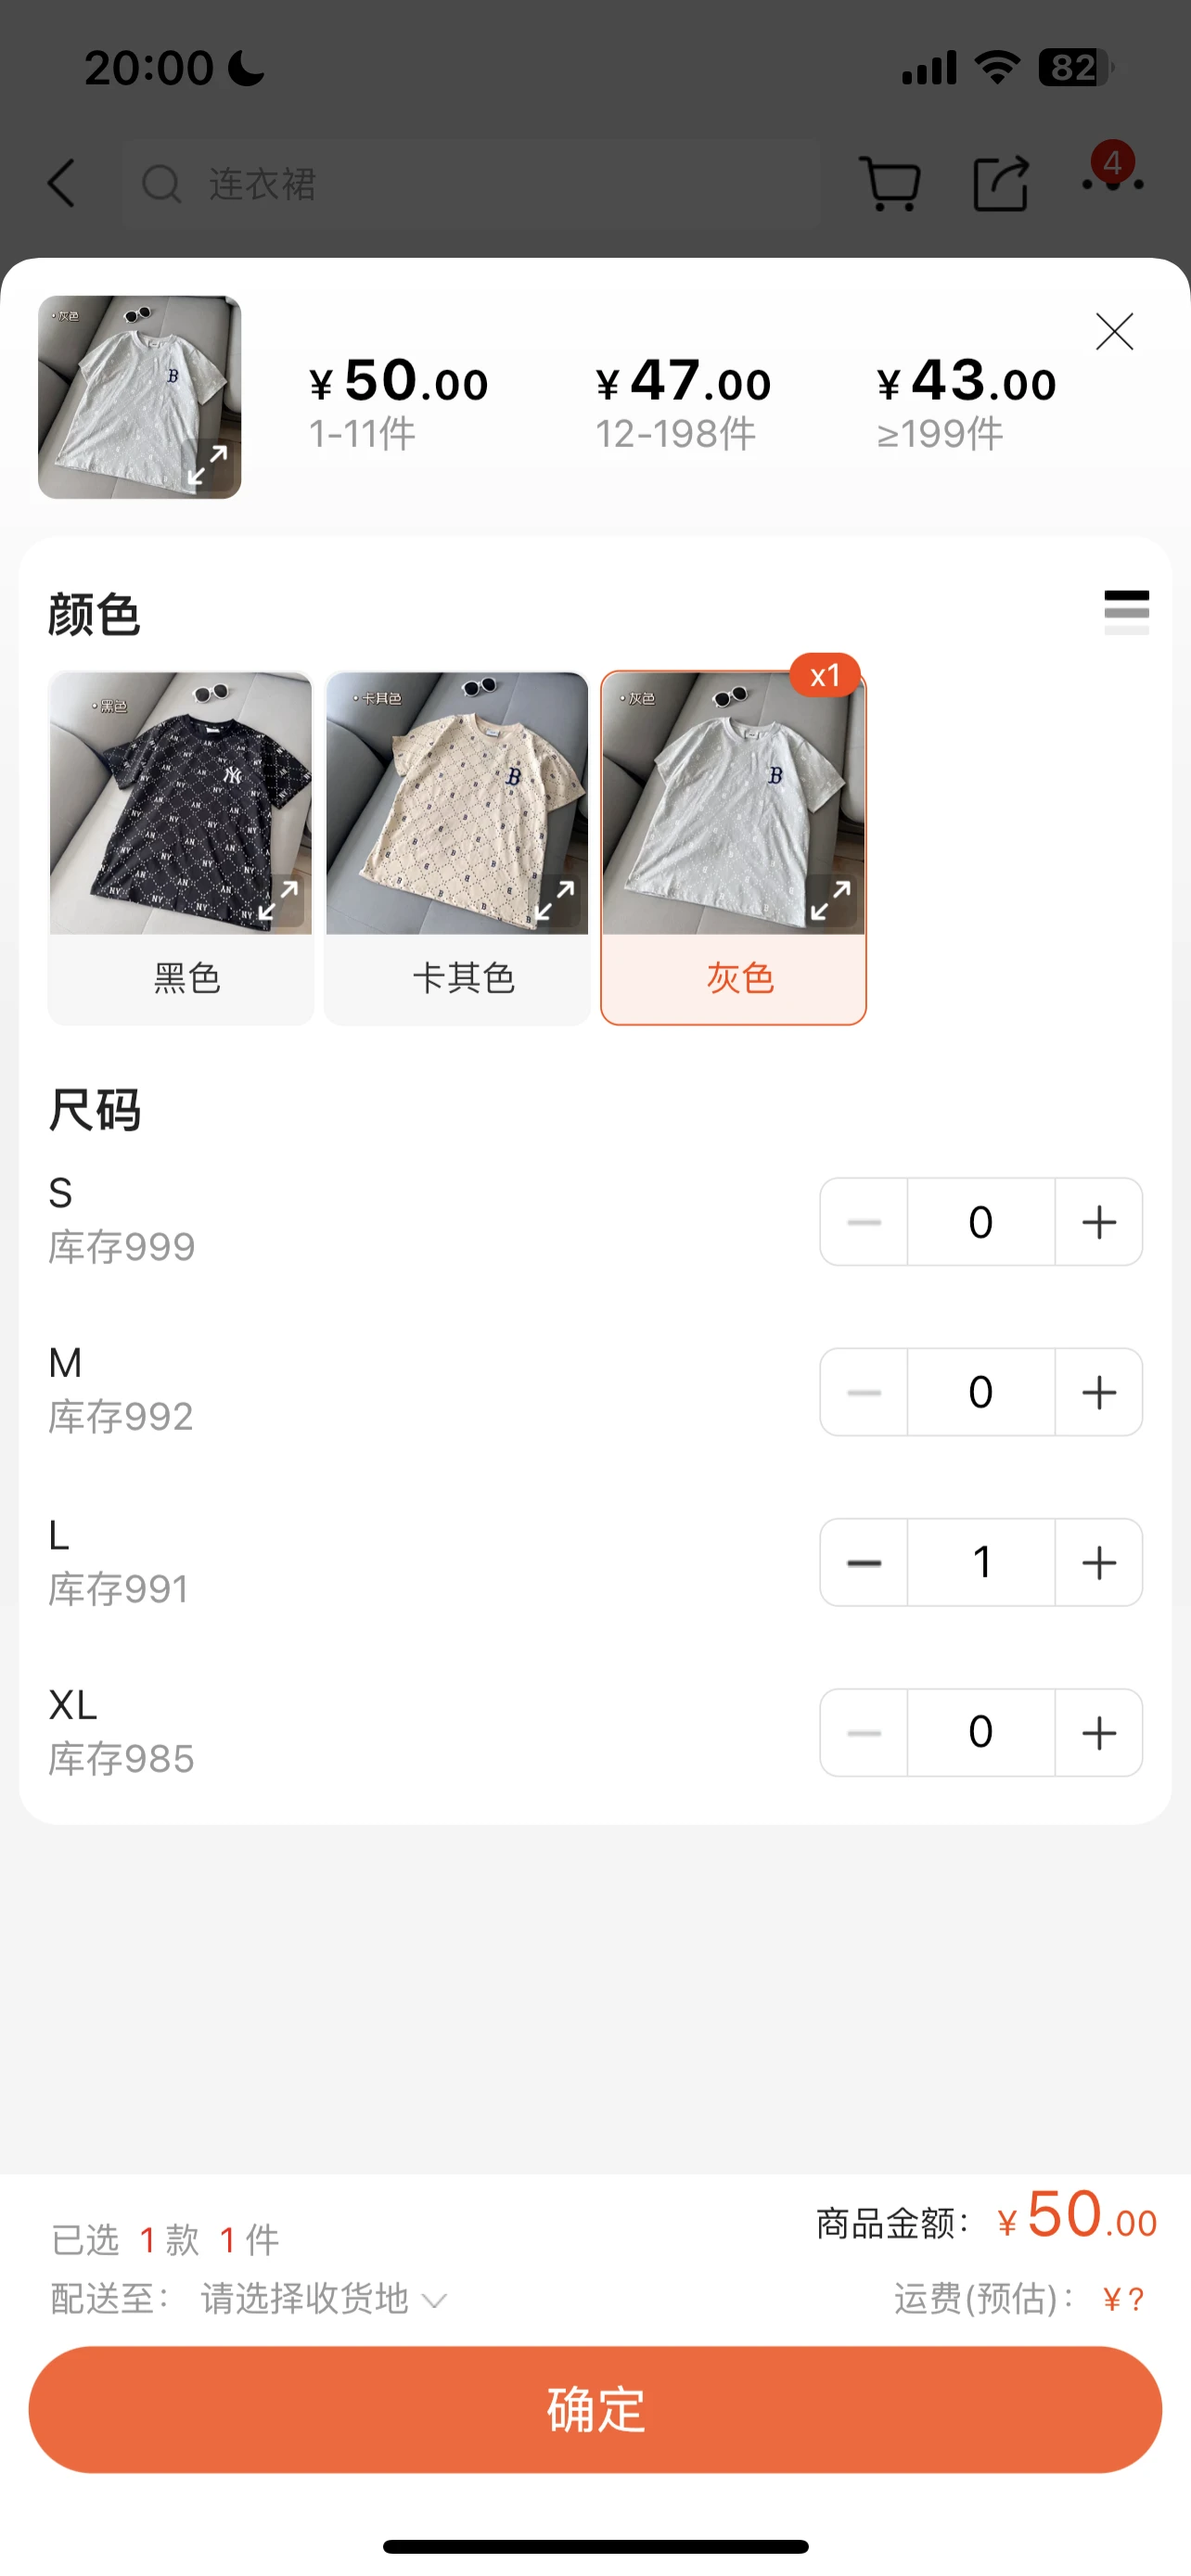 20:00
82
连衣裙
4
• 灰色
B
¥50.00
¥47.00
¥43.00
1-11件
12-198件
≥199件
颜色
x1
• 黑色
• 卡其色
• 灰色
NY
B
B
黑色
卡其色
灰色
尺码
S
库存999
0
M
库存992
0
L
库存991
1
XL
库存985
0
已选 1 款 1 件
商品金额: ¥50.00
配送至: 请选择收货地
运费(预估): ¥?
确定